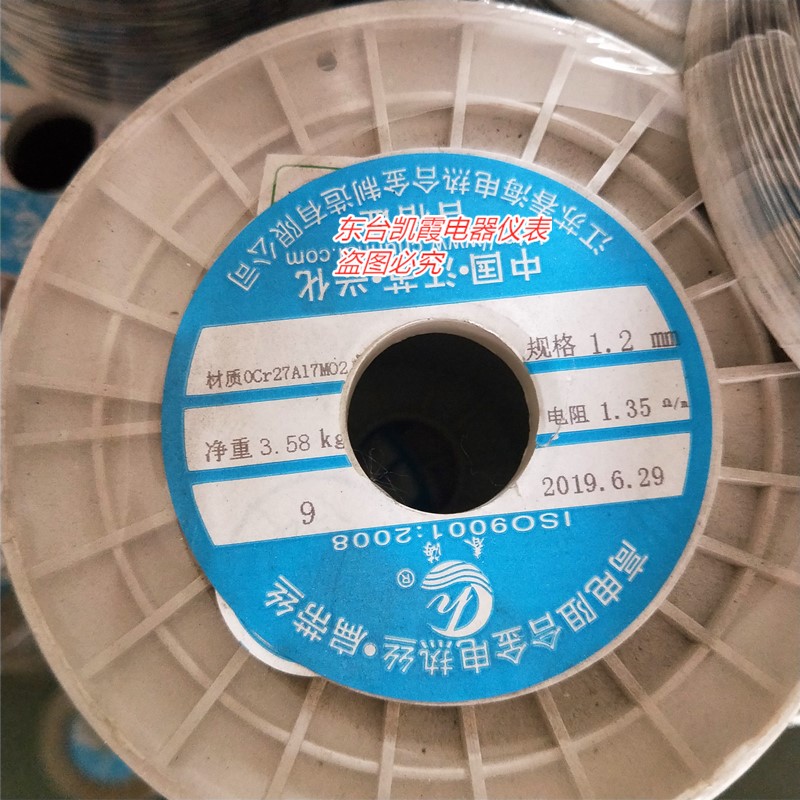 江苏春海电热合金制造有限公司
东台凯霞电器仪表
盗图必究
中国·江苏·兴化
材质0Cr27Al7MO2
规格 1.2 mm
净重 3.58 kg
电阻 1.35 Ω/m
9
2019.6.29
ISO9001:2008
春海
®
高电阻合金电热丝·扁带丝